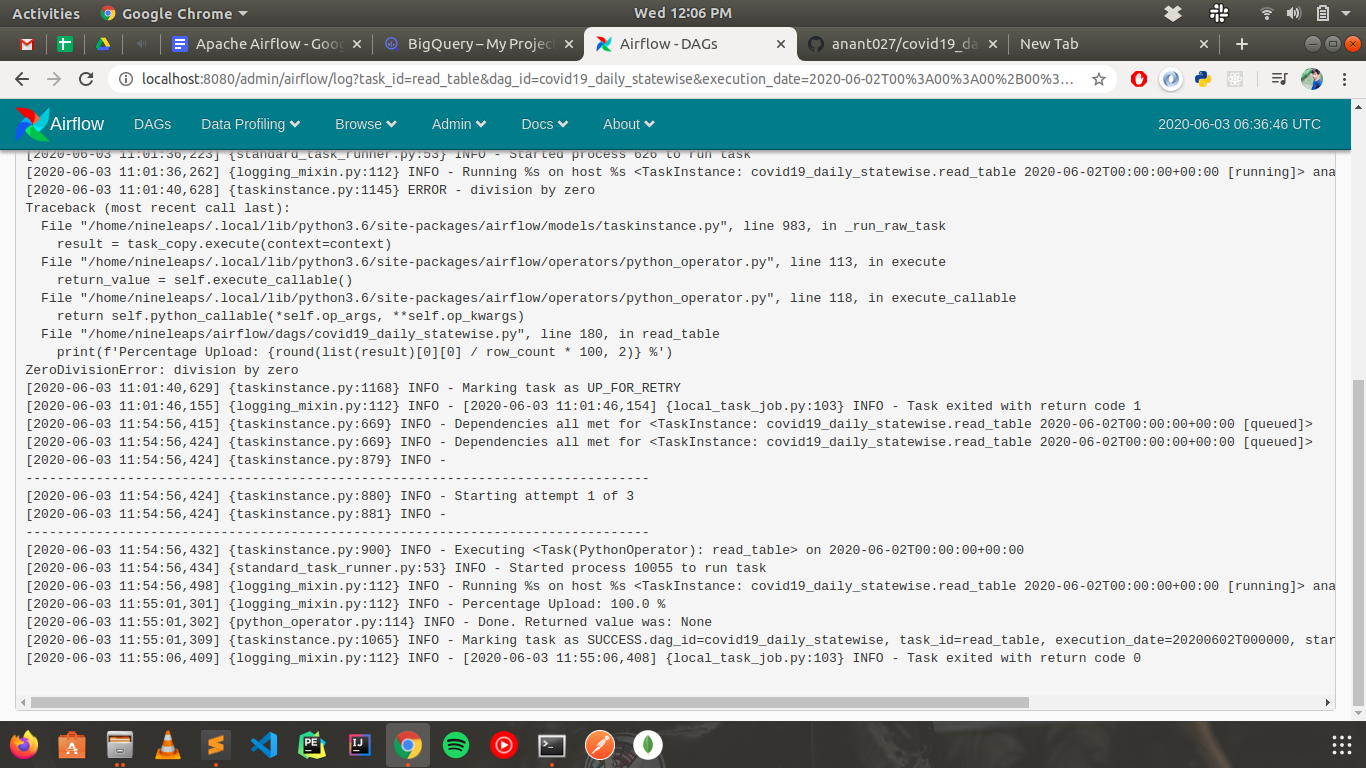 Activities
Google Chrome
Wed 12:06 PM
Apache Airflow - Goo
BigQuery – My Projec
Airflow - DAGs
anant027/covid19_da
New Tab
localhost:8080/admin/airflow/log?task_id=read_table&dag_id=covid19_daily_statewise&execution_date=2020-06-02T00%3A00%3A00%2B00%3...
Airflow
DAGs
Data Profiling
Browse
Admin
Docs
About
2020-06-03 06:36:46 UTC
[2020-06-03 11:01:36,223] {standard_task_runner.py:53} INFO - Started process 626 to run task
[2020-06-03 11:01:36,262] {logging_mixin.py:112} INFO - Running %s on host %s <TaskInstance: covid19_daily_statewise.read_table 2020-06-02T00:00:00+00:00 [running]> ana
[2020-06-03 11:01:40,628] {taskinstance.py:1145} ERROR - division by zero
Traceback (most recent call last):
  File "/home/nineleaps/.local/lib/python3.6/site-packages/airflow/models/taskinstance.py", line 983, in _run_raw_task
    result = task_copy.execute(context=context)
  File "/home/nineleaps/.local/lib/python3.6/site-packages/airflow/operators/python_operator.py", line 113, in execute
    return_value = self.execute_callable()
  File "/home/nineleaps/.local/lib/python3.6/site-packages/airflow/operators/python_operator.py", line 118, in execute_callable
    return self.python_callable(*self.op_args, **self.op_kwargs)
  File "/home/nineleaps/airflow/dags/covid19_daily_statewise.py", line 180, in read_table
    print(f'Percentage Upload: {round(list(result)[0][0] / row_count * 100, 2)} %')
ZeroDivisionError: division by zero
[2020-06-03 11:01:40,629] {taskinstance.py:1168} INFO - Marking task as UP_FOR_RETRY
[2020-06-03 11:01:46,155] {logging_mixin.py:112} INFO - [2020-06-03 11:01:46,154] {local_task_job.py:103} INFO - Task exited with return code 1
[2020-06-03 11:54:56,415] {taskinstance.py:669} INFO - Dependencies all met for <TaskInstance: covid19_daily_statewise.read_table 2020-06-02T00:00:00+00:00 [queued]>
[2020-06-03 11:54:56,424] {taskinstance.py:669} INFO - Dependencies all met for <TaskInstance: covid19_daily_statewise.read_table 2020-06-02T00:00:00+00:00 [queued]>
[2020-06-03 11:54:56,424] {taskinstance.py:879} INFO -
--------------------------------------------------------------------------------
[2020-06-03 11:54:56,424] {taskinstance.py:880} INFO - Starting attempt 1 of 3
[2020-06-03 11:54:56,424] {taskinstance.py:881} INFO -
--------------------------------------------------------------------------------
[2020-06-03 11:54:56,432] {taskinstance.py:900} INFO - Executing <Task(PythonOperator): read_table> on 2020-06-02T00:00:00+00:00
[2020-06-03 11:54:56,434] {standard_task_runner.py:53} INFO - Started process 10055 to run task
[2020-06-03 11:54:56,498] {logging_mixin.py:112} INFO - Running %s on host %s <TaskInstance: covid19_daily_statewise.read_table 2020-06-02T00:00:00+00:00 [running]> ana
[2020-06-03 11:55:01,301] {logging_mixin.py:112} INFO - Percentage Upload: 100.0 %
[2020-06-03 11:55:01,302] {python_operator.py:114} INFO - Done. Returned value was: None
[2020-06-03 11:55:01,309] {taskinstance.py:1065} INFO - Marking task as SUCCESS.dag_id=covid19_daily_statewise, task_id=read_table, execution_date=20200602T000000, star
[2020-06-03 11:55:06,409] {logging_mixin.py:112} INFO - [2020-06-03 11:55:06,408] {local_task_job.py:103} INFO - Task exited with return code 0